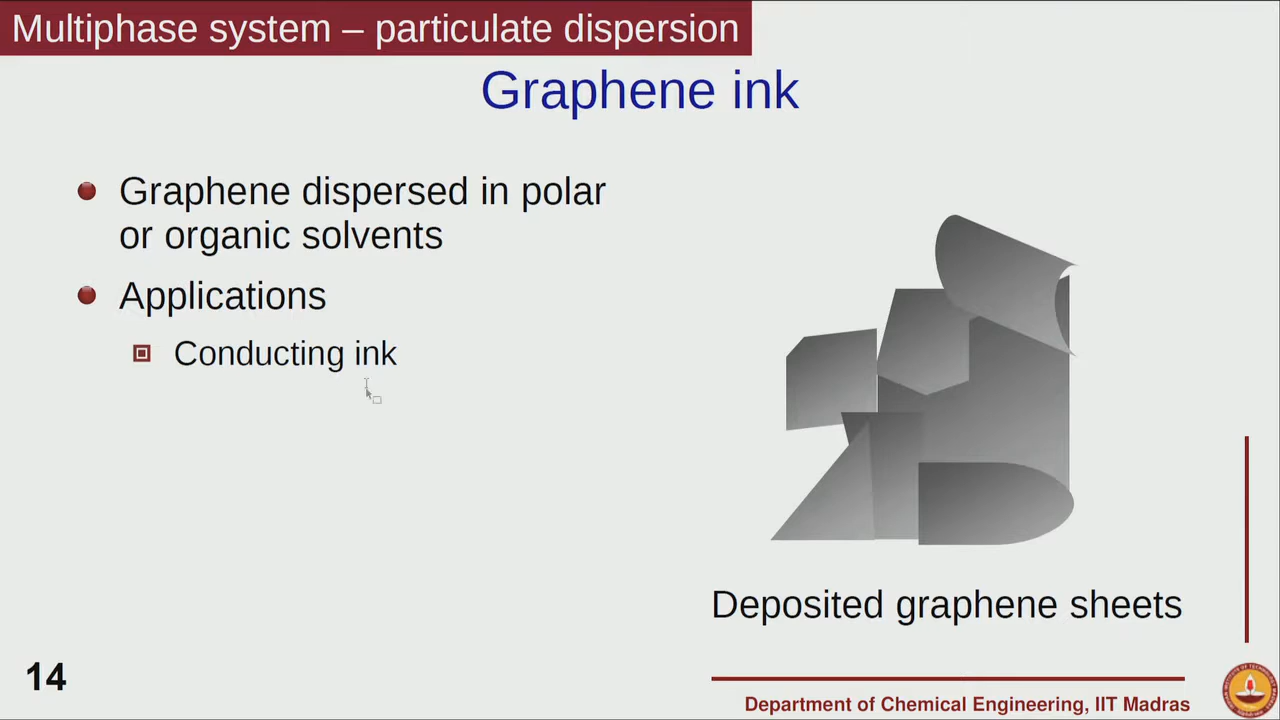 Multiphase system – particulate dispersion
Graphene ink
Graphene dispersed in polar
or organic solvents
Applications
Conducting ink
Deposited graphene sheets
14
Department of Chemical Engineering, IIT Madras